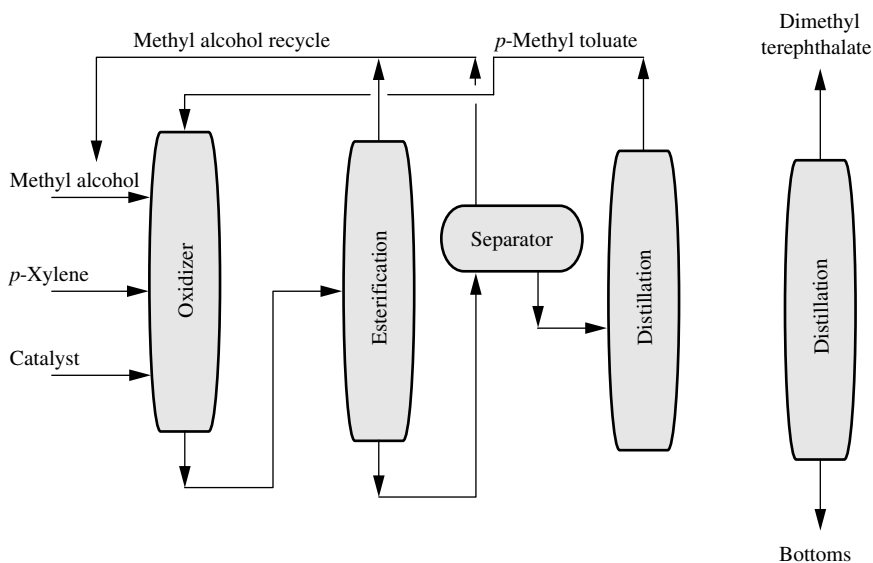 Methyl alcohol recycle
p-Methyl toluate
Dimethyl
terephthalate
Methyl alcohol
p-Xylene
Catalyst
Oxidizer
Esterification
Separator
Distillation
Distillation
Bottoms